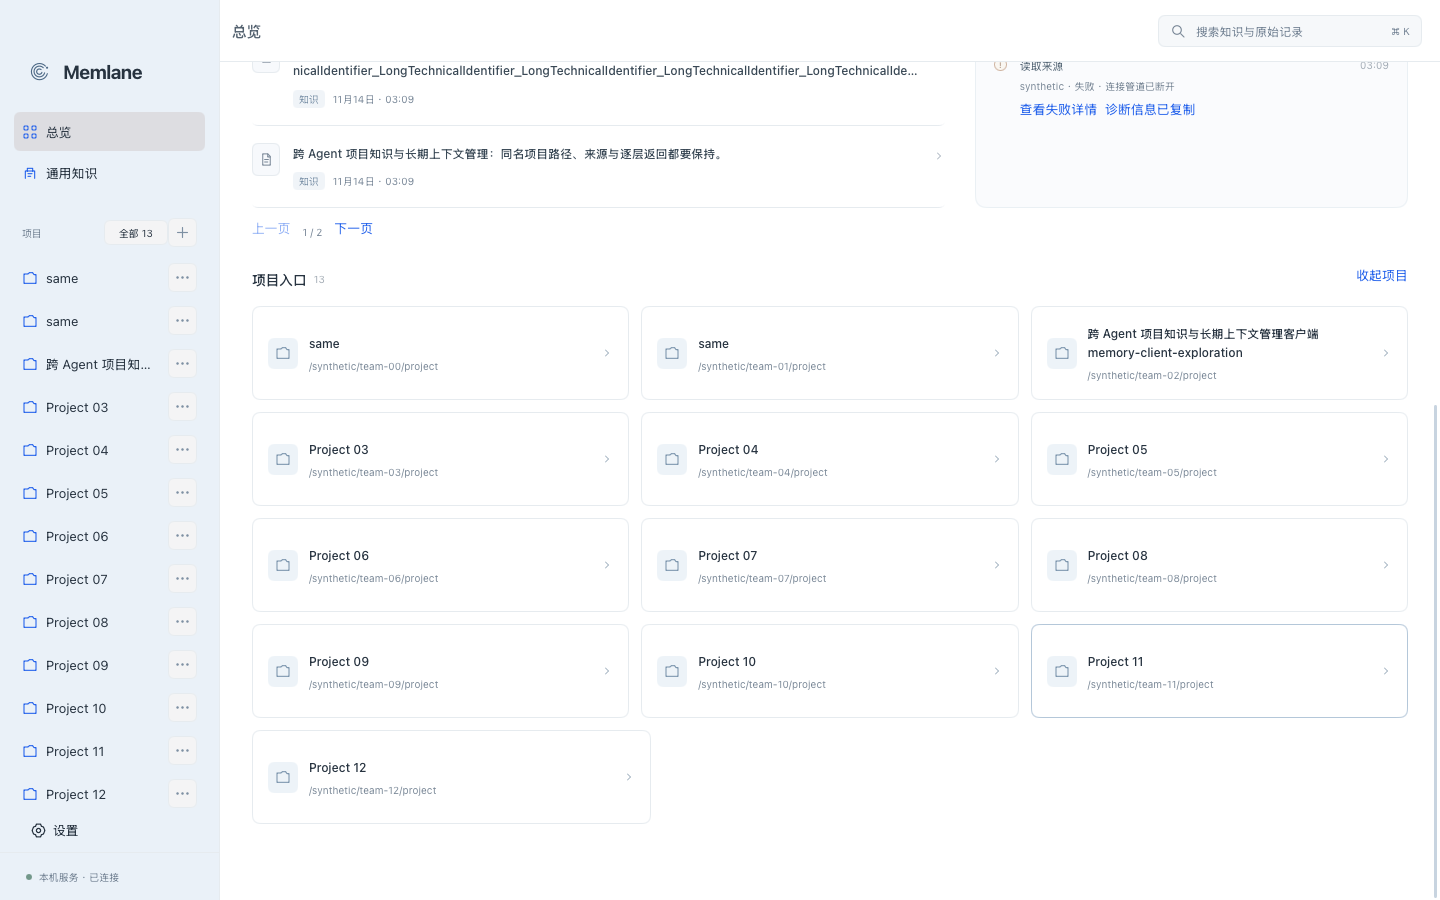 Memlane
总览
通用知识
项目
全部 13
same
same
跨 Agent 项目知...
Project 03
Project 04
Project 05
Project 06
Project 07
Project 08
Project 09
Project 10
Project 11
Project 12
设置
本机服务 · 已连接
总览
搜索知识与原始记录
⌘ K
nicalIdentifier_LongTechnicalIdentifier_LongTechnicalIdentifier_LongTechnicalIdentifier_LongTechnicalIde...
知识 11月14日 · 03:09
跨 Agent 项目知识与长期上下文管理：同名项目路径、来源与逐层返回都要保持。
知识 11月14日 · 03:09
上一页 1 / 2 下一页
读取来源 03:09
synthetic · 失败 · 连接管道已断开
查看失败详情 诊断信息已复制
项目入口 13
收起项目
same
/synthetic/team-00/project
same
/synthetic/team-01/project
跨 Agent 项目知识与长期上下文管理客户端
memory-client-exploration
/synthetic/team-02/project
Project 03
/synthetic/team-03/project
Project 04
/synthetic/team-04/project
Project 05
/synthetic/team-05/project
Project 06
/synthetic/team-06/project
Project 07
/synthetic/team-07/project
Project 08
/synthetic/team-08/project
Project 09
/synthetic/team-09/project
Project 10
/synthetic/team-10/project
Project 11
/synthetic/team-11/project
Project 12
/synthetic/team-12/project